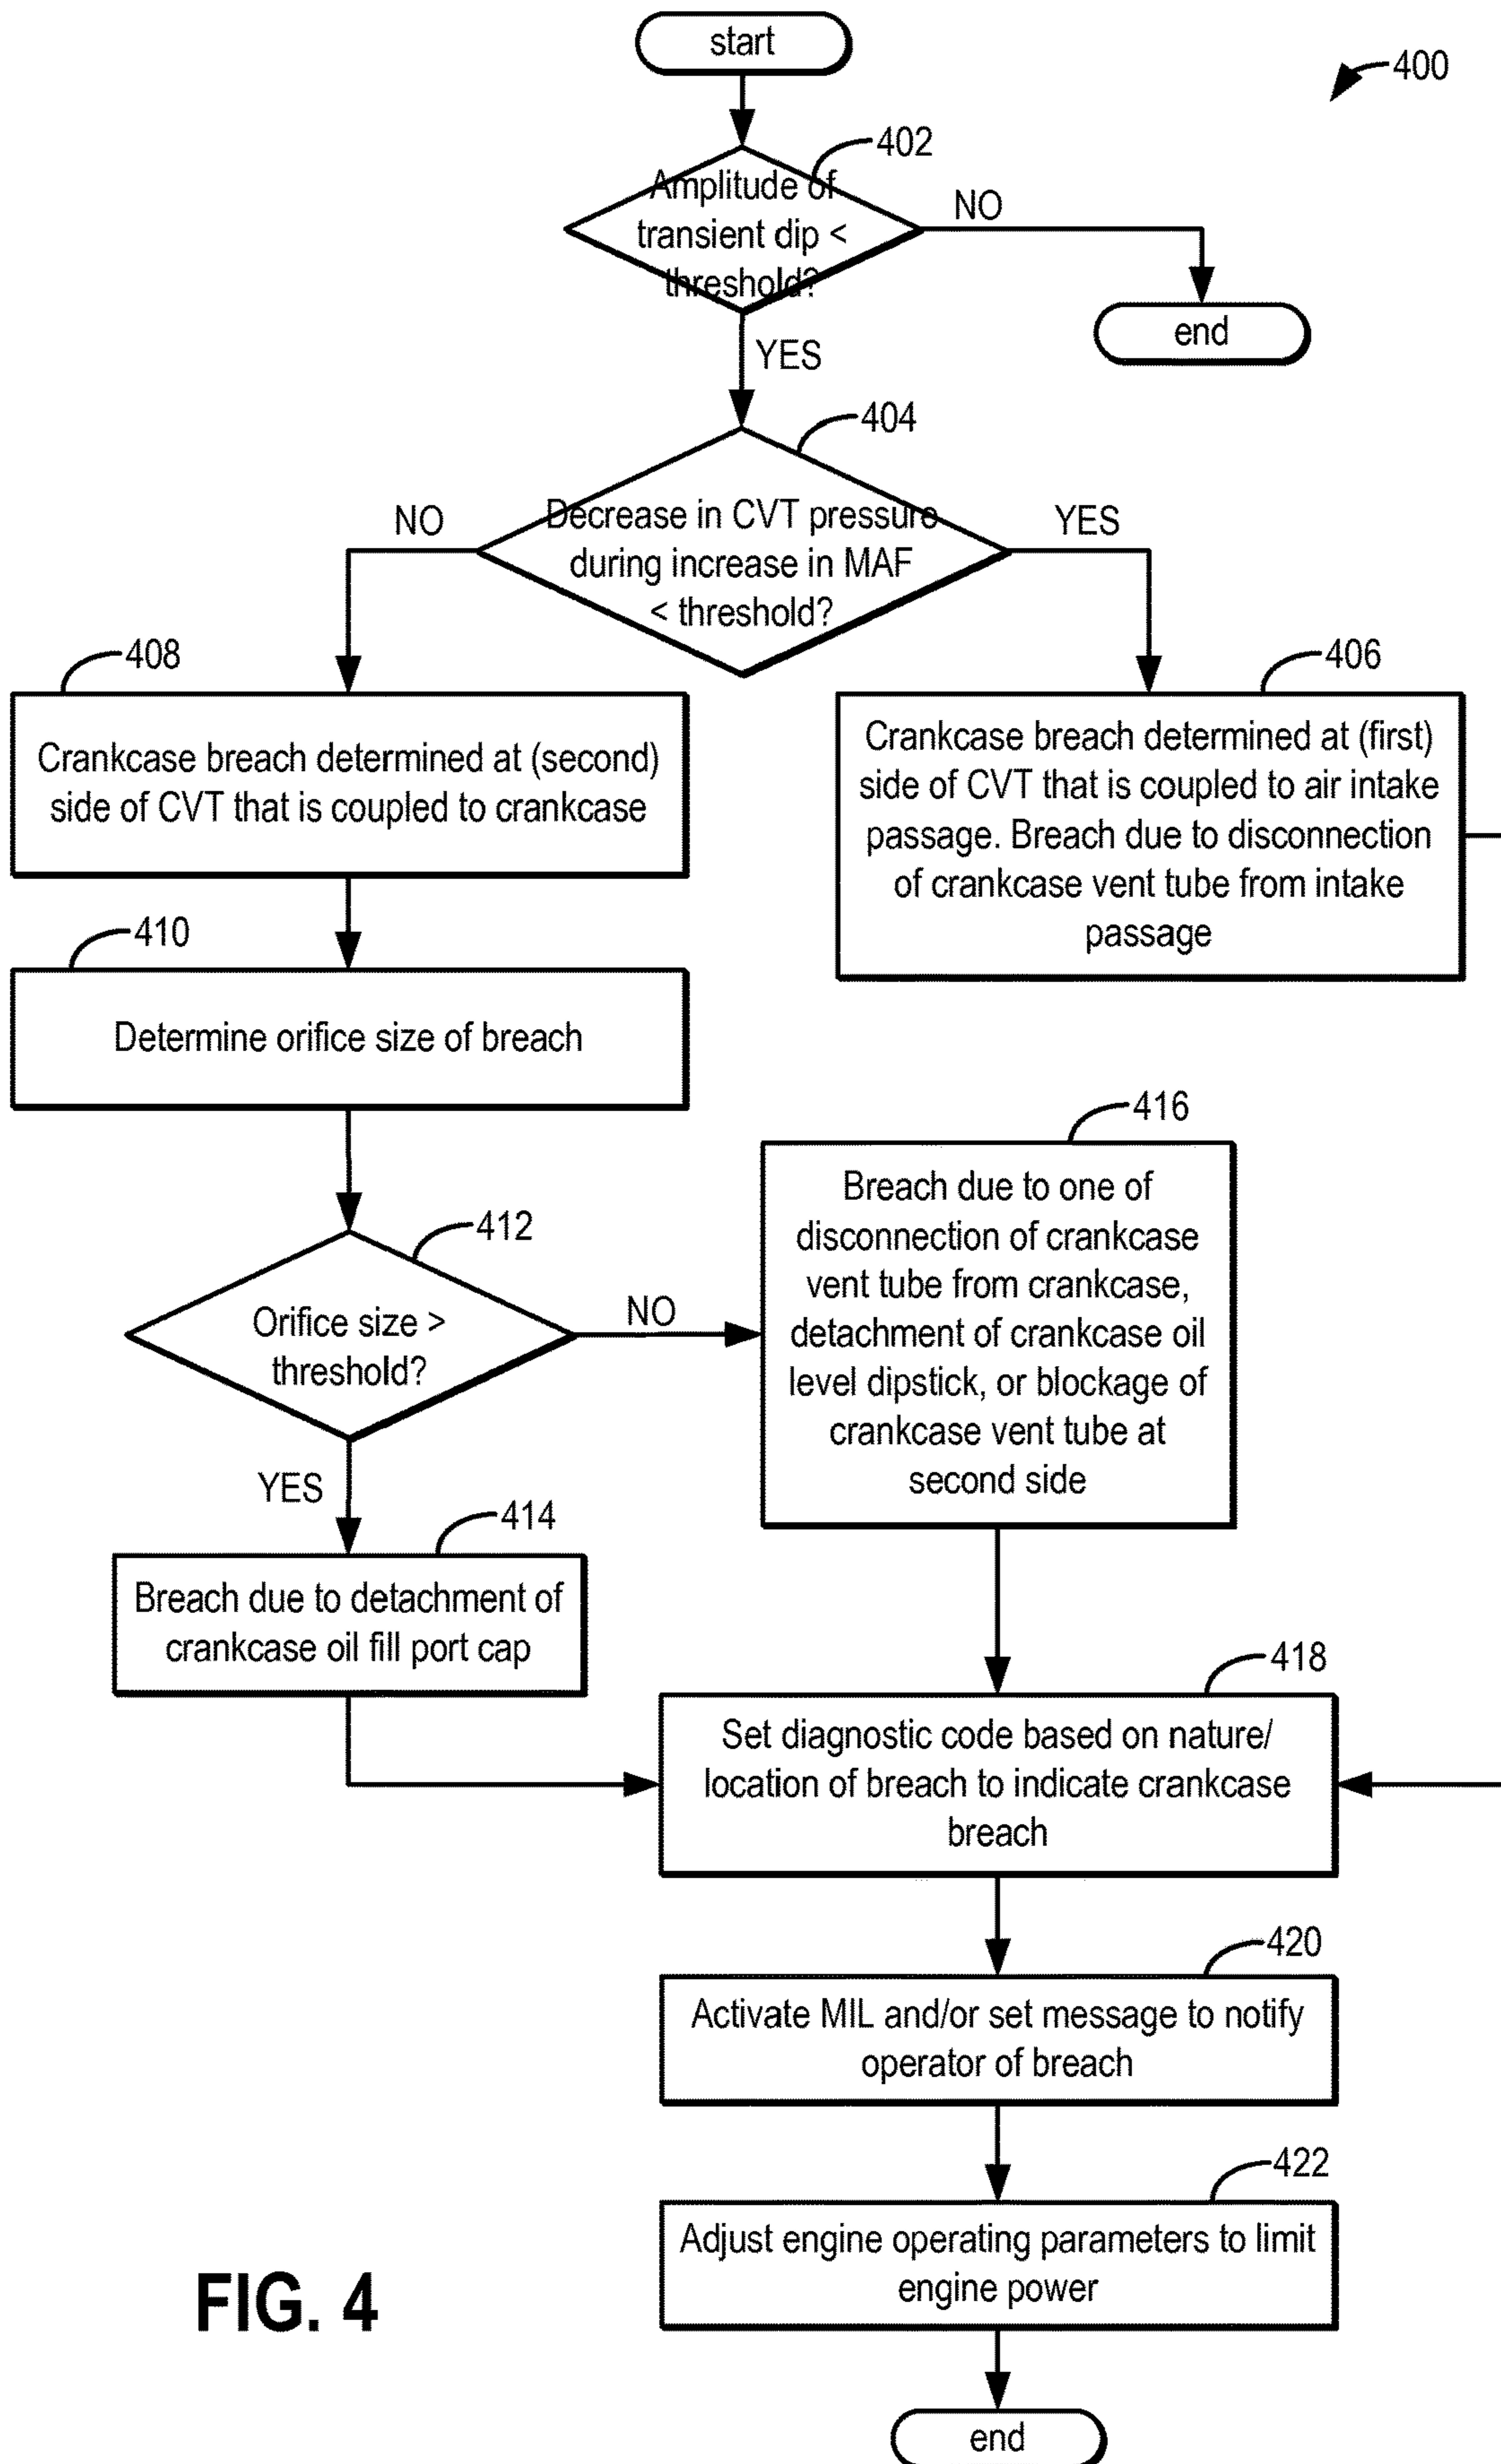 start
400
402
Amplitude of
transient dip <
threshold?
NO
end
YES
404
Decrease in CVT pressure
during increase in MAF
< threshold?
NO
YES
408
Crankcase breach determined at (second)
side of CVT that is coupled to crankcase
406
Crankcase breach determined at (first)
side of CVT that is coupled to air intake
passage. Breach due to disconnection
of crankcase vent tube from intake
passage
410
Determine orifice size of breach
412
Orifice size >
threshold?
NO
416
Breach due to one of
disconnection of crankcase
vent tube from crankcase,
detachment of crankcase oil
level dipstick, or blockage of
crankcase vent tube at
second side
YES
414
Breach due to detachment of
crankcase oil fill port cap
418
Set diagnostic code based on nature/
location of breach to indicate crankcase
breach
420
Activate MIL and/or set message to notify
operator of breach
422
Adjust engine operating parameters to limit
engine power
FIG. 4
end